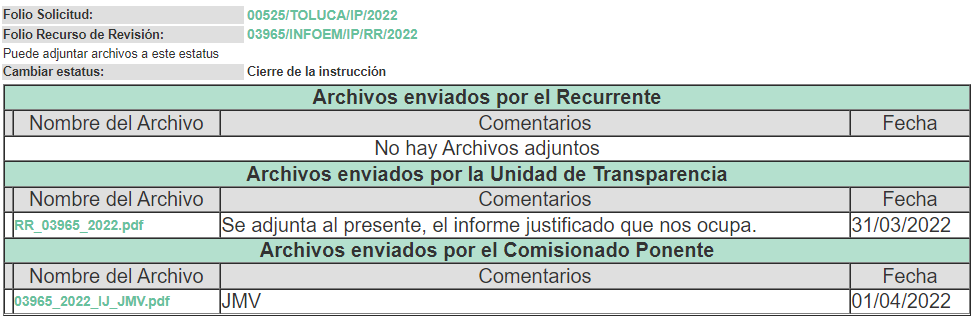 Folio Solicitud: 00525/TOLUCA/IP/2022
Folio Recurso de Revisión: 03965/INFOEM/IP/RR/2022
Puede adjuntar archivos a este estatus
Cambiar estatus: Cierre de la instrucción
Archivos enviados por el Recurrente
Nombre del Archivo Comentarios Fecha
No hay Archivos adjuntos
Archivos enviados por la Unidad de Transparencia
Nombre del Archivo Comentarios Fecha
RR_03965_2022.pdf Se adjunta al presente, el informe justificado que nos ocupa. 31/03/2022
Archivos enviados por el Comisionado Ponente
Nombre del Archivo Comentarios Fecha
03965_2022_IJ_JMV.pdf JMV 01/04/2022